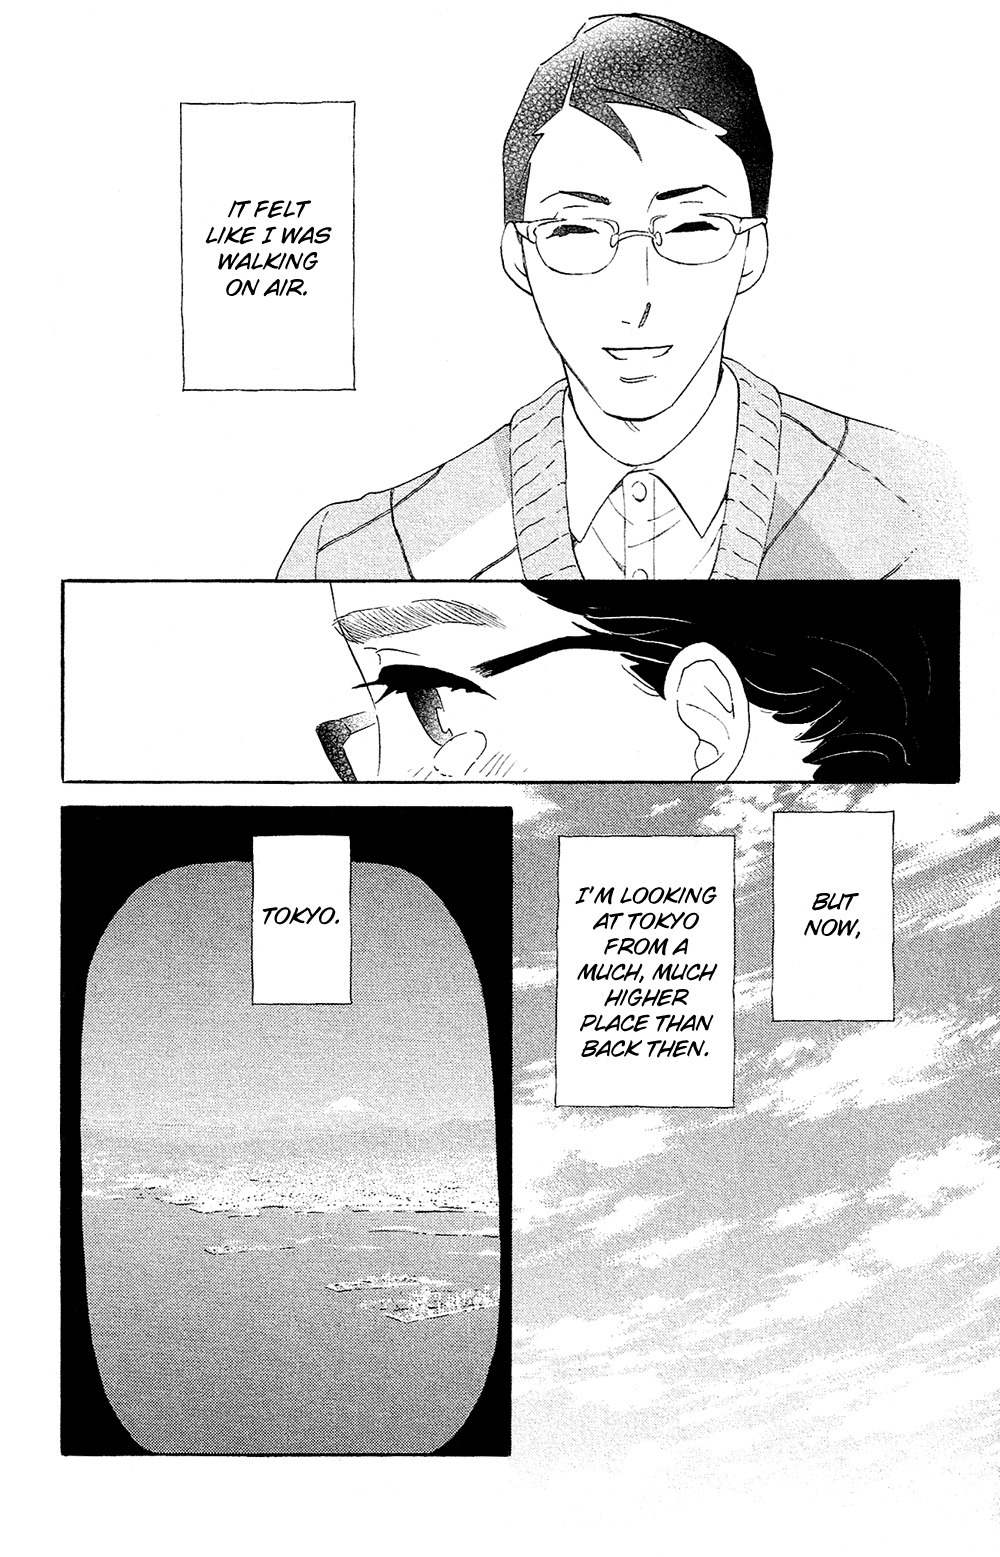 IT FELT
LIKE I WAS
WALKING
ON AIR.
BUT
NOW,
I'M LOOKING
AT TOKYO
FROM A
MUCH, MUCH
HIGHER
PLACE THAN
BACK THEN.
TOKYO.